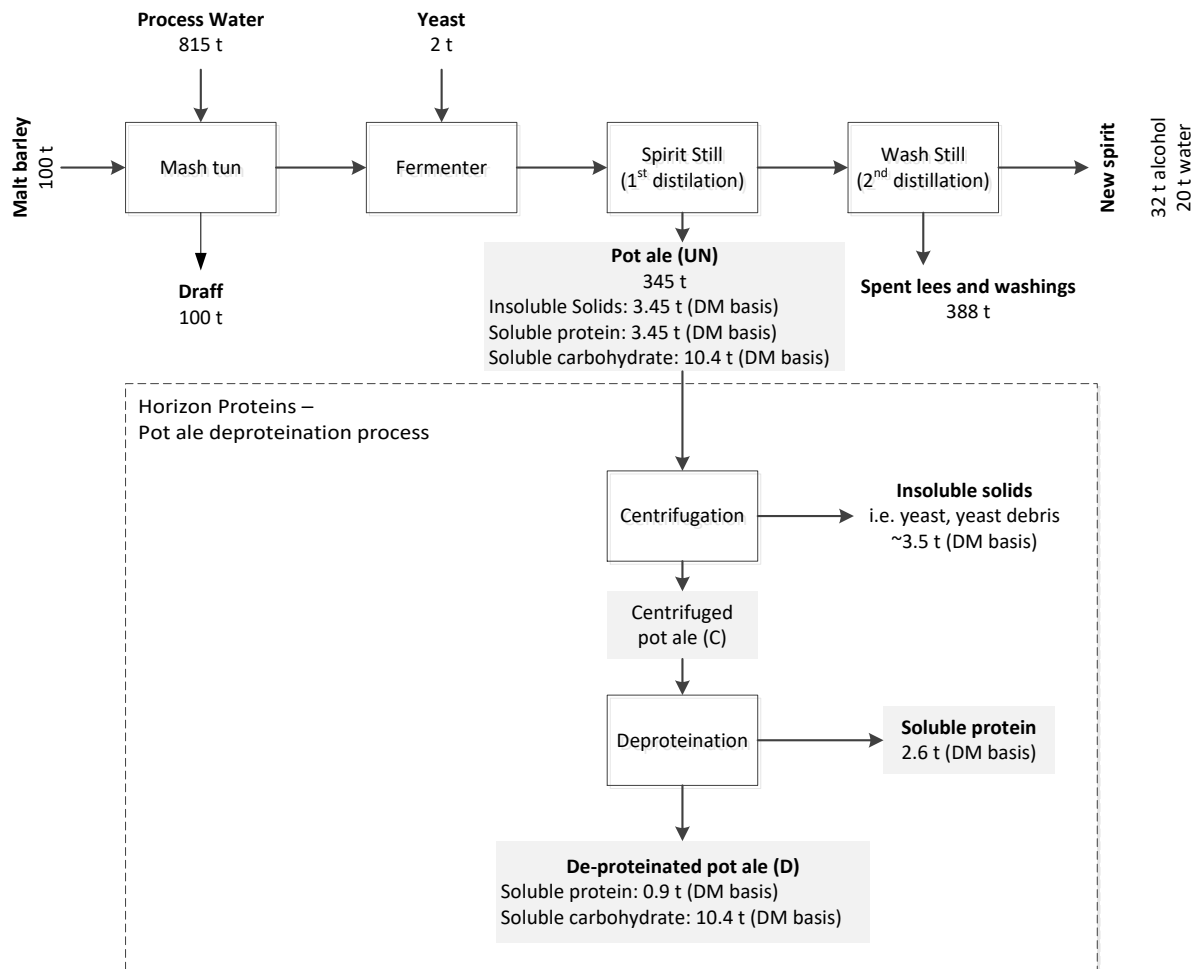 Process Water
815 t
Yeast
2 t
Malt barley
100 t
Mash tun
Fermenter
Spirit Still
(1st distilation)
Wash Still
(2nd distillation)
New spirit
32 t alcohol
20 t water
Draff
100 t
Pot ale (UN)
345 t
Insoluble Solids: 3.45 t (DM basis)
Soluble protein: 3.45 t (DM basis)
Soluble carbohydrate: 10.4 t (DM basis)
Spent lees and washings
388 t
Horizon Proteins –
Pot ale deproteination process
Centrifugation
Insoluble solids
i.e. yeast, yeast debris
~3.5 t (DM basis)
Centrifuged
pot ale (C)
Deproteination
Soluble protein
2.6 t (DM basis)
De-proteinated pot ale (D)
Soluble protein: 0.9 t (DM basis)
Soluble carbohydrate: 10.4 t (DM basis)